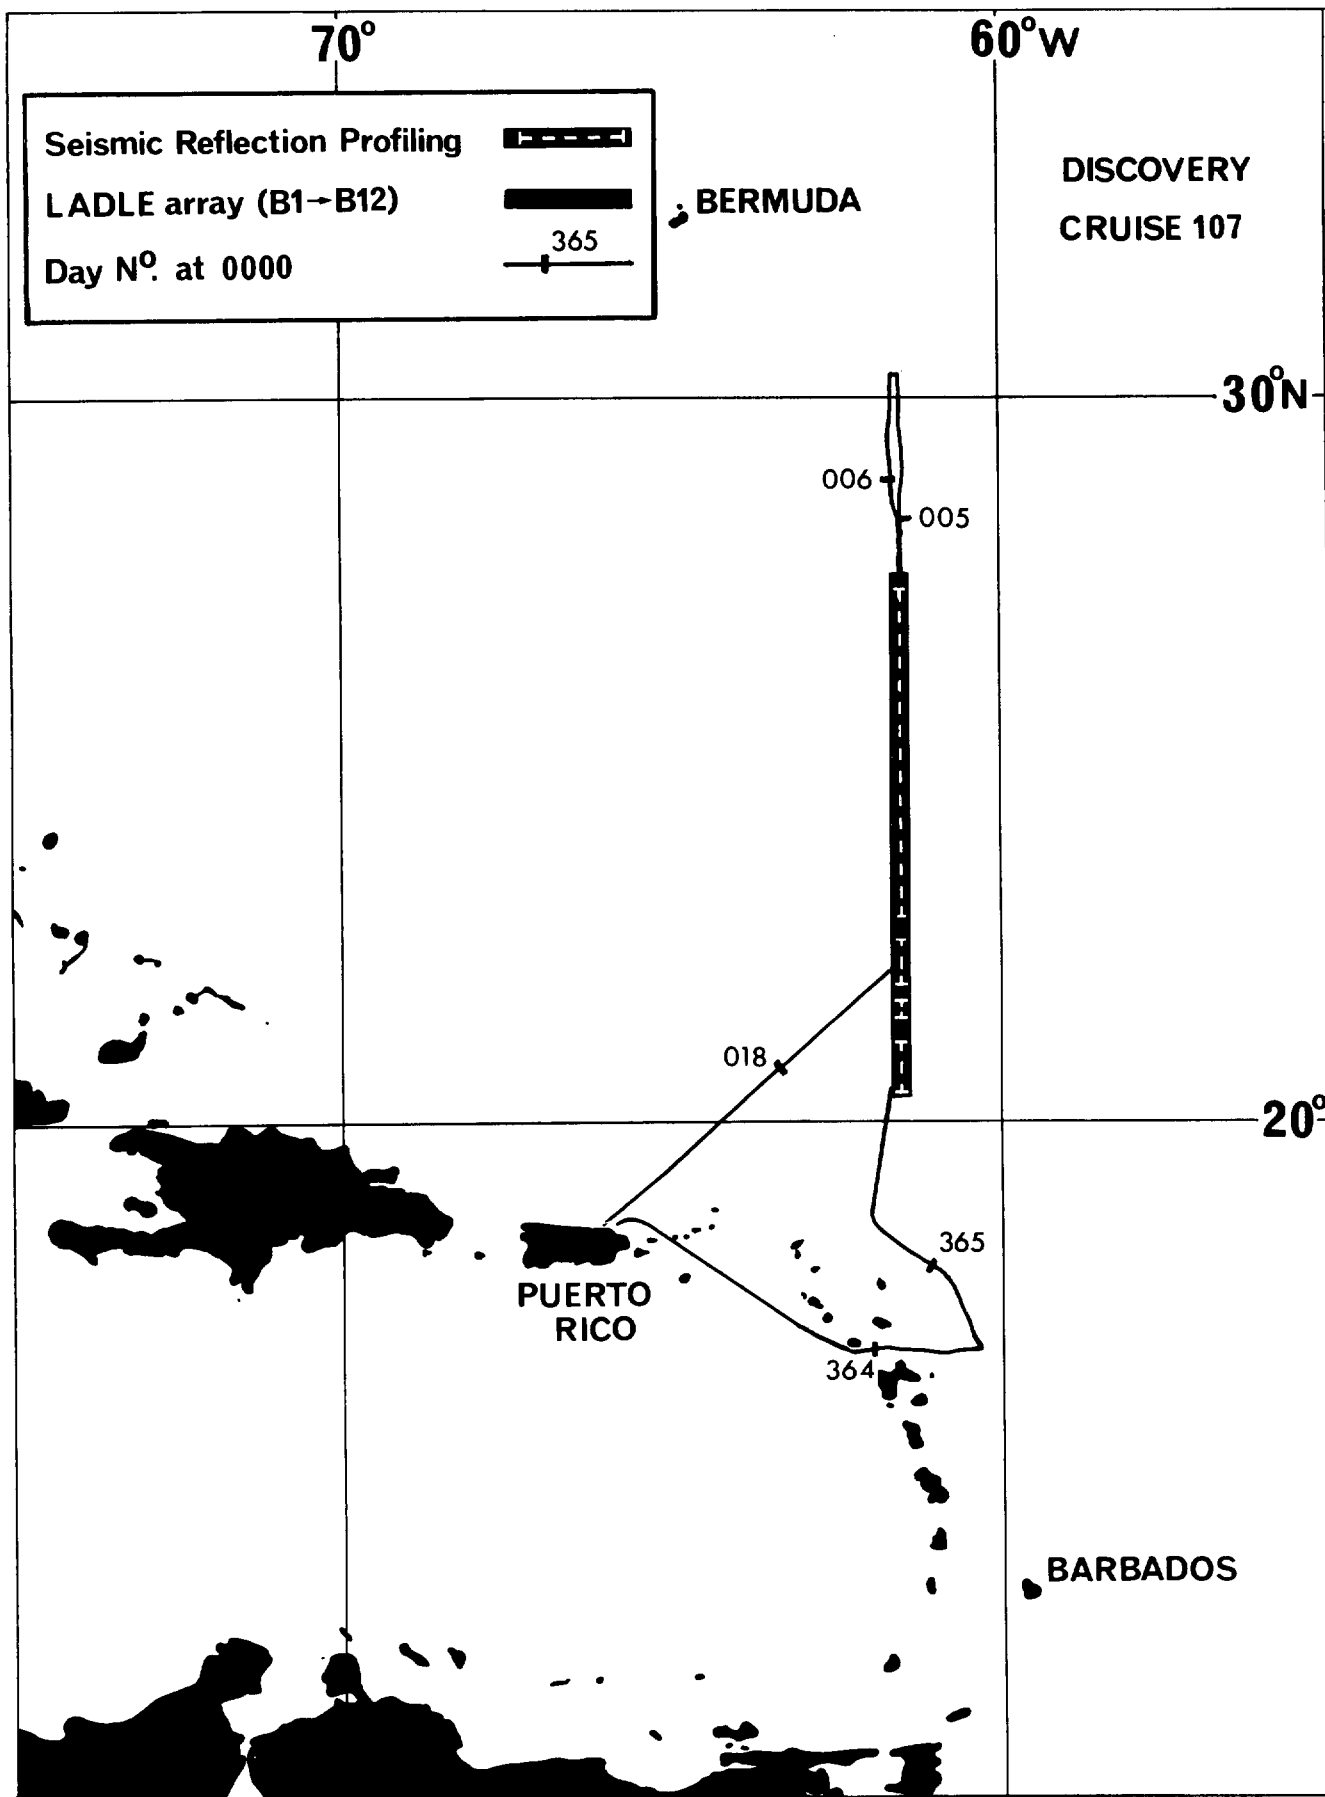 70° 60°W
Seismic Reflection Profiling
LADLE array (B1→B12)
365
Day Nº. at 0000
BERMUDA
DISCOVERY
CRUISE 107
30°N
006
005
018
20°
365
PUERTO
RICO
364
BARBADOS